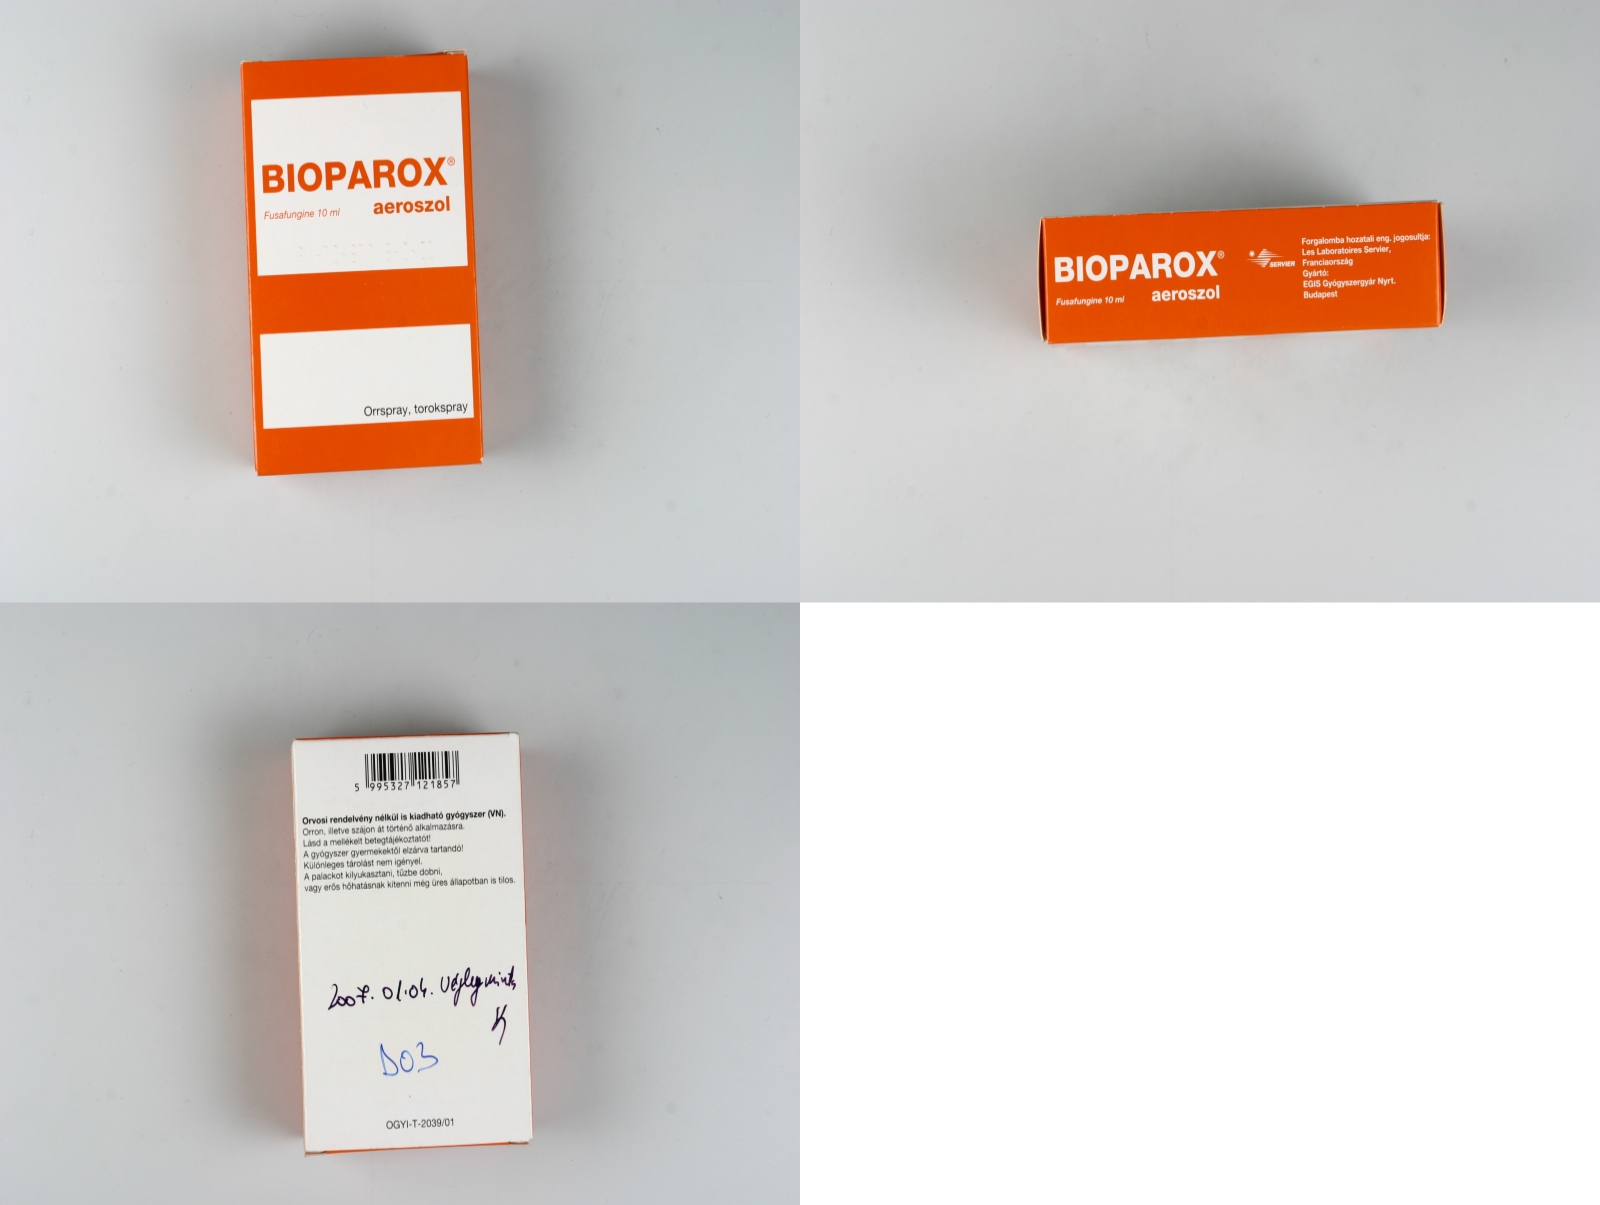 BIOPAROX®
Fusafungine 10 ml
aeroszol
Orrspray, torokspray
BIOPAROX®
Fusafungine 10 ml
aeroszol
SERVIER
Forgalomba hozatali eng. jogosultja:
Les Laboratoires Servier,
Franciaország
Gyártó:
EGIS Gyógyszergyár Nyrt.
Budapest
5 995327 121857
Orvosi rendelvény nélkül is kiadható gyógyszer (VN).
Orron, illetve szájon át történő alkalmazásra.
Lásd a mellékelt betegtájékoztatót!
A gyógyszer gyermekektől elzárva tartandó!
Különleges tárolást nem igényel.
A palackot kilyukasztani, tűzbe dobni,
vagy erős hőhatásnak kitenni még üres állapotban is tilos.
2007. 01.04.
D03
OGYI-T-2039/01